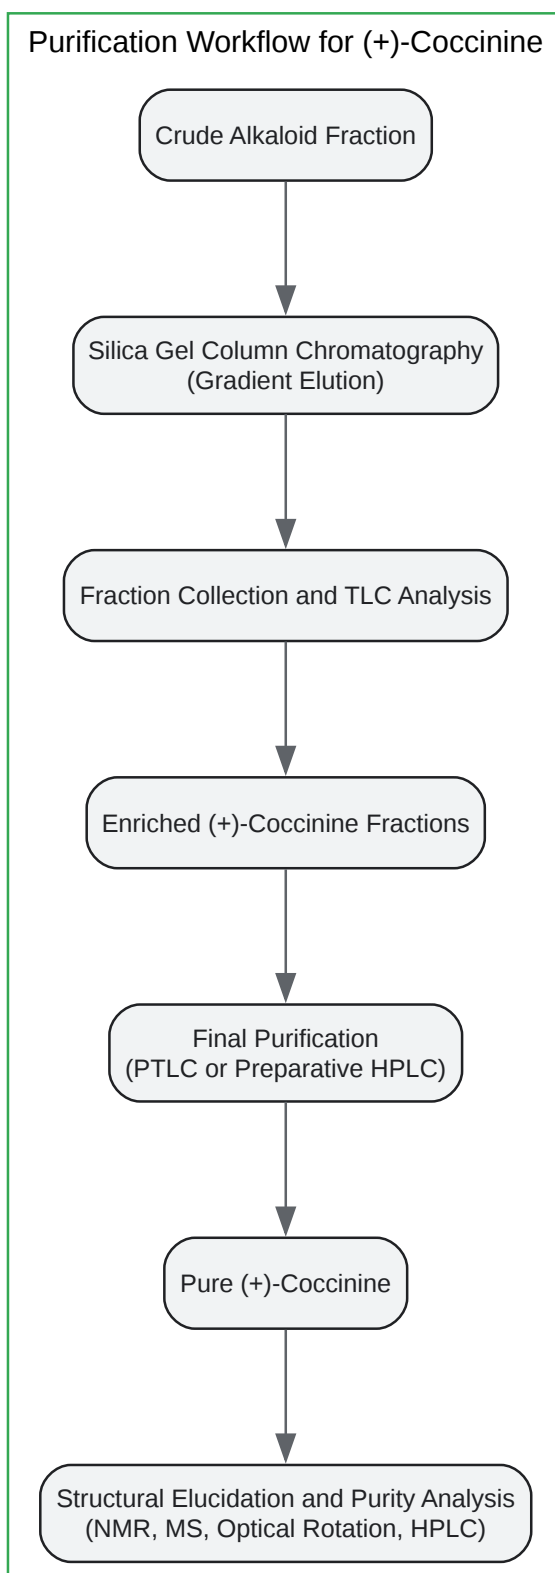 Purification Workflow for (+)-Coccinine
Crude Alkaloid Fraction
Silica Gel Column Chromatography
(Gradient Elution)
Fraction Collection and TLC Analysis
Enriched (+)-Coccinine Fractions
Final Purification
(PTLC or Preparative HPLC)
Pure (+)-Coccinine
Structural Elucidation and Purity Analysis
(NMR, MS, Optical Rotation, HPLC)